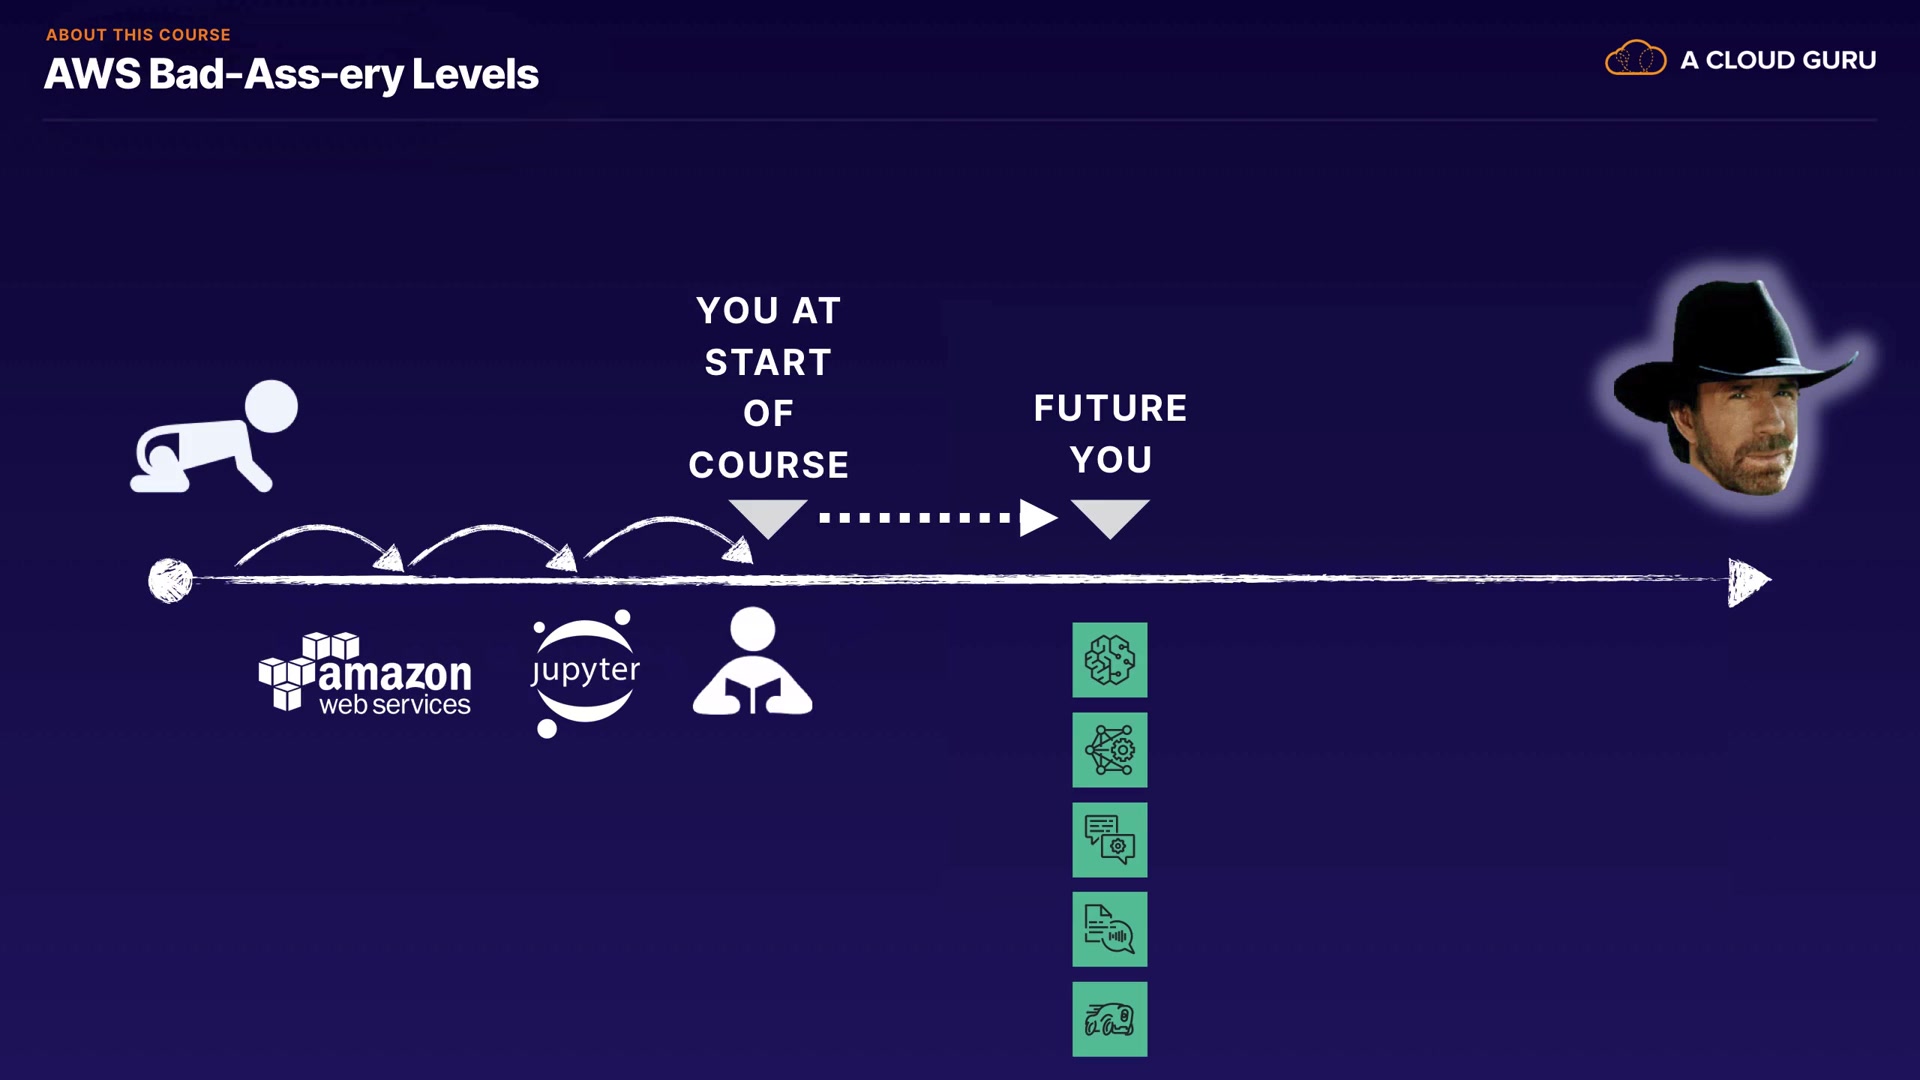 ABOUT THIS COURSE
AWS Bad-Ass-ery Levels
A CLOUD GURU
YOU AT
START
OF
COURSE
FUTURE
YOU
amazon
web services
jupyter